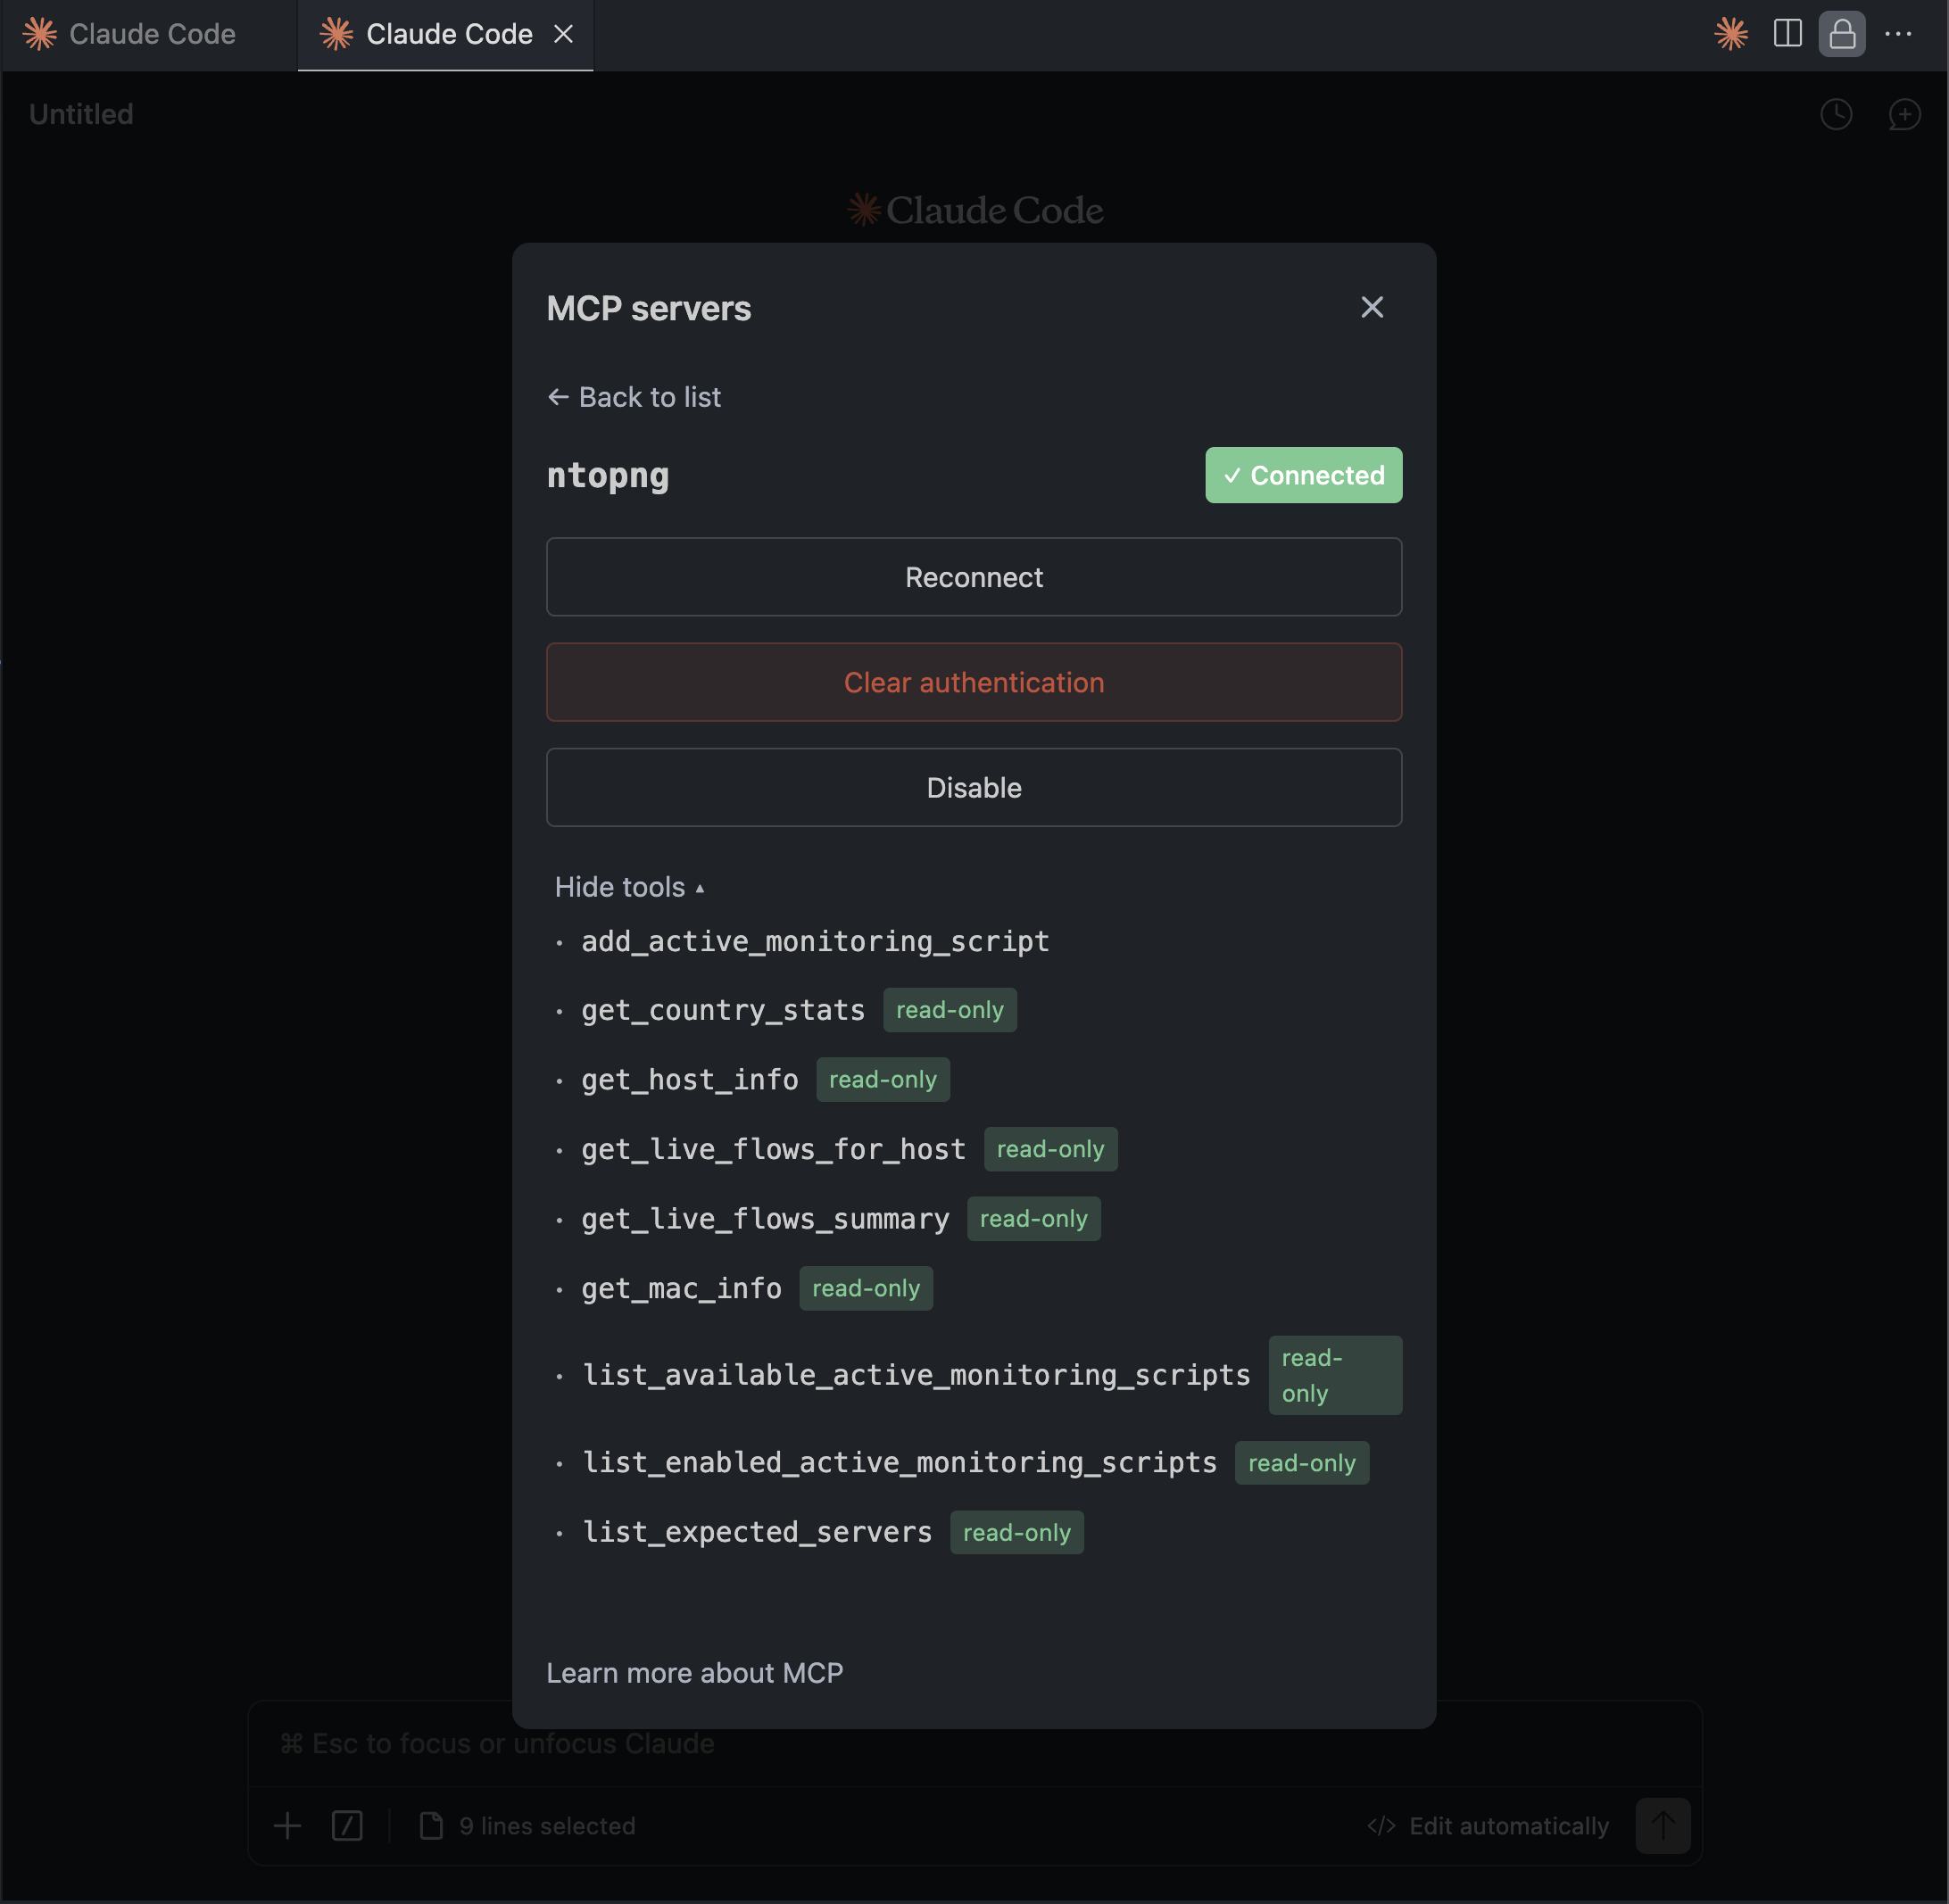 Claude Code
Claude Code
Untitled
Claude Code
MCP servers
← Back to list
ntopng
✓ Connected
Reconnect
Clear authentication
Disable
Hide tools ▴
• add_active_monitoring_script
• get_country_stats read-only
• get_host_info read-only
• get_live_flows_for_host read-only
• get_live_flows_summary read-only
• get_mac_info read-only
• list_available_active_monitoring_scripts read-
only
• list_enabled_active_monitoring_scripts read-only
• list_expected_servers read-only
Learn more about MCP
⌘ Esc to focus or unfocus Claude
9 lines selected
</> Edit automatically